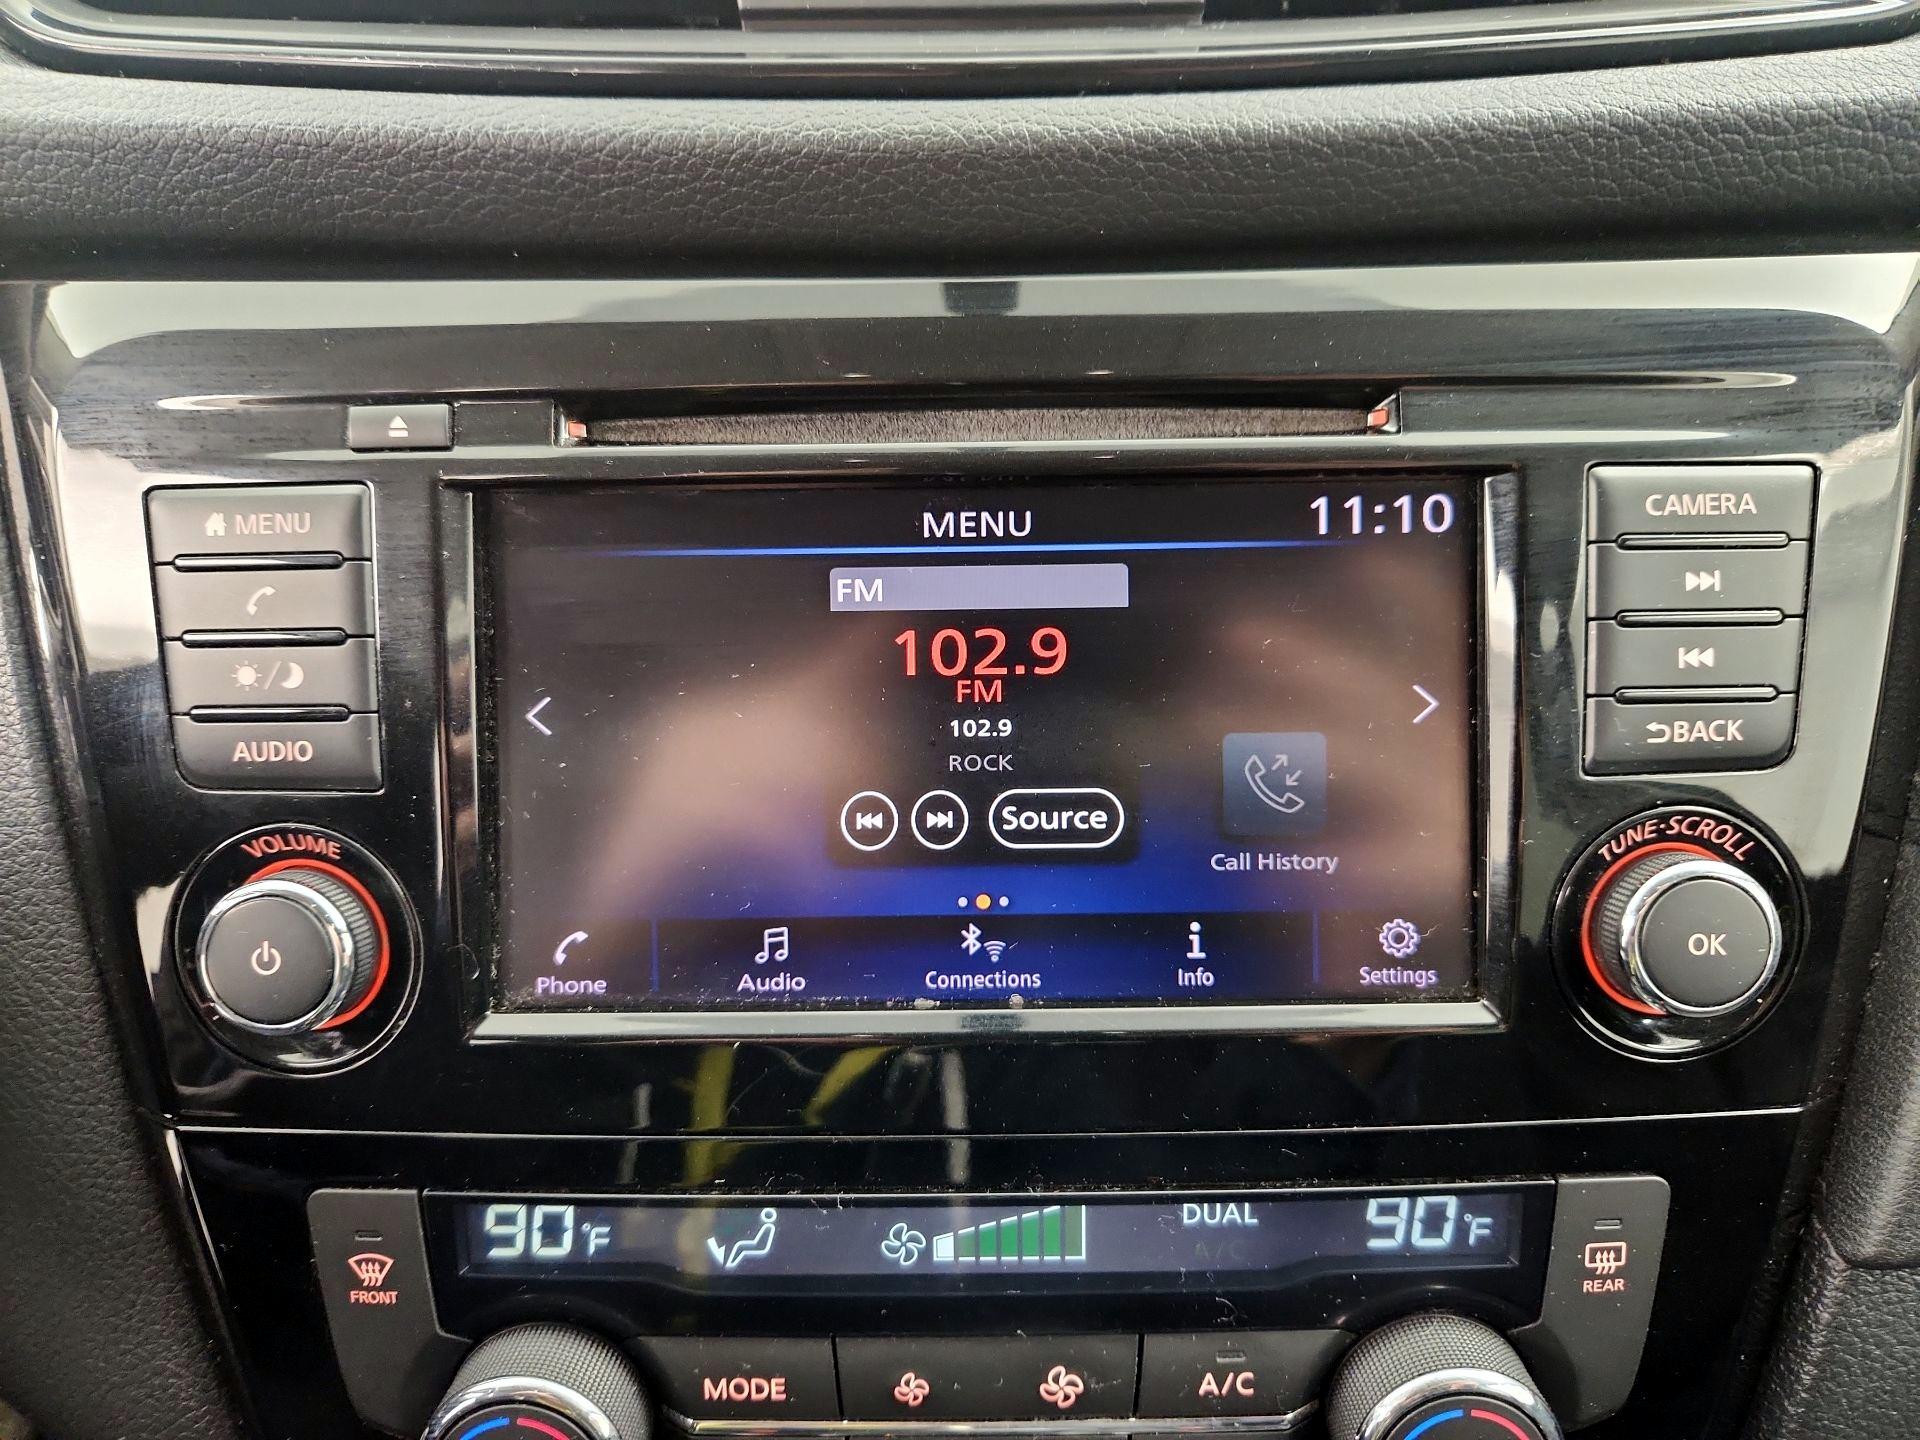 MENU
AUDIO
VOLUME
MENU
11:10
FM
102.9
FM
102.9
ROCK
Source
Call History
Phone
Audio
Connections
Info
Settings
CAMERA
BACK
TUNE·SCROLL
OK
90°F
DUAL
A/C
90°F
FRONT
REAR
MODE
A/C